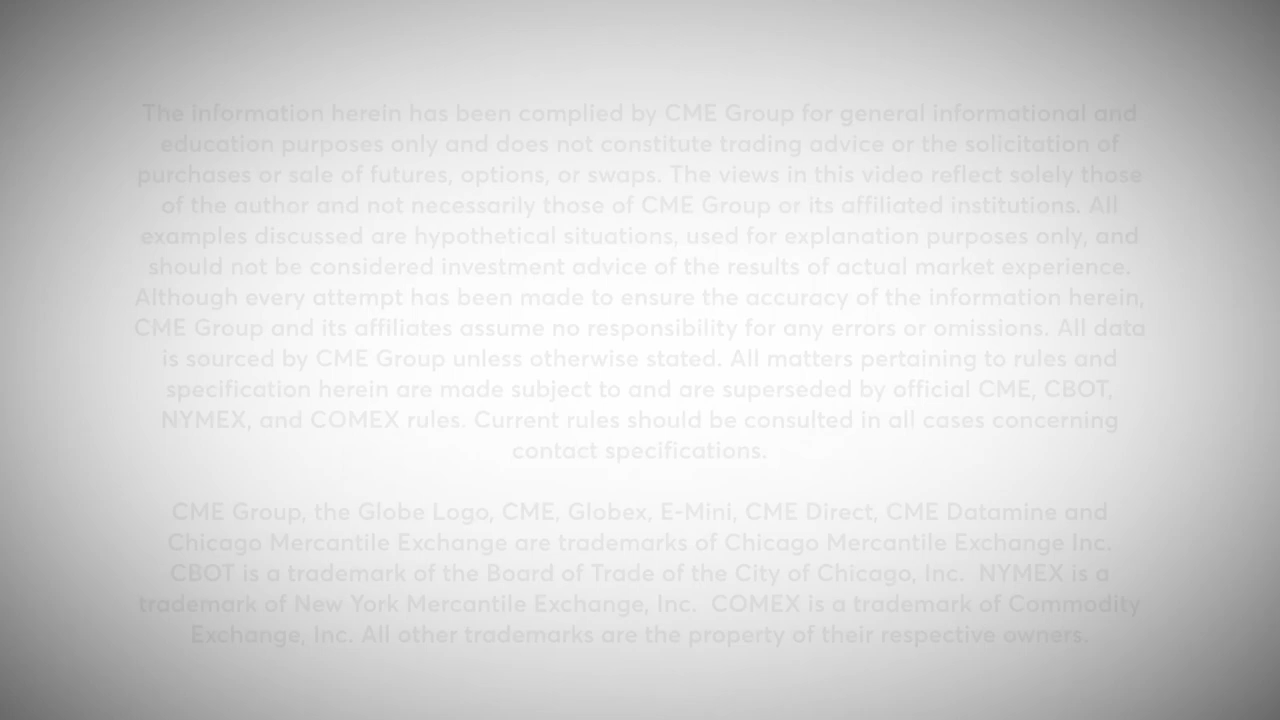 The information herein has been complied by CME Group for general informational and
education purposes only and does not constitute trading advice or the solicitation of
purchases or sale of futures, options, or swaps. The views in this video reflect solely those
of the author and not necessarily those of CME Group or its affiliated institutions. All
examples discussed are hypothetical situations, used for explanation purposes only, and
should not be considered investment advice of the results of actual market experience.
Although every attempt has been made to ensure the accuracy of the information herein,
CME Group and its affiliates assume no responsibility for any errors or omissions. All data
is sourced by CME Group unless otherwise stated. All matters pertaining to rules and
specification herein are made subject to and are superseded by official CME, CBOT,
NYMEX, and COMEX rules. Current rules should be consulted in all cases concerning
contact specifications.
CME Group, the Globe Logo, CME, Globex, E-Mini, CME Direct, CME Datamine and
Chicago Mercantile Exchange are trademarks of Chicago Mercantile Exchange Inc.
CBOT is a trademark of the Board of Trade of the City of Chicago, Inc.  NYMEX is a
trademark of New York Mercantile Exchange, Inc.  COMEX is a trademark of Commodity
Exchange, Inc. All other trademarks are the property of their respective owners.